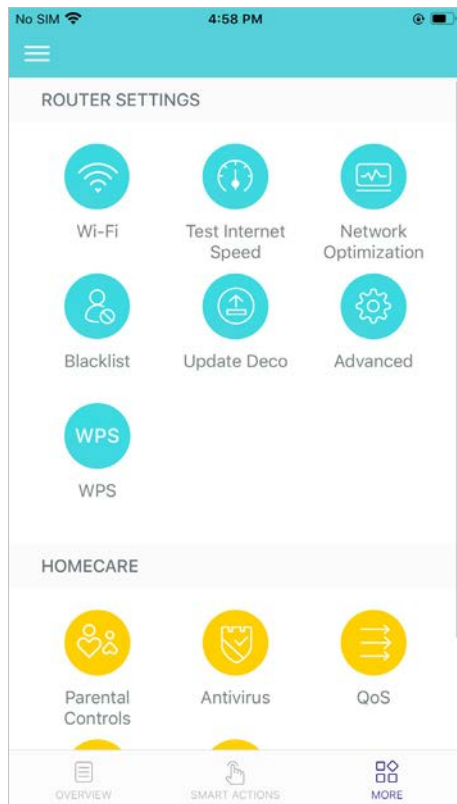 No SIM 4:58 PM
ROUTER SETTINGS
Wi-Fi Test Internet Network
Speed Optimization
Blacklist Update Deco Advanced
WPS
WPS
HOMECARE
Parental Antivirus QoS
Controls
OVERVIEW SMART ACTIONS MORE